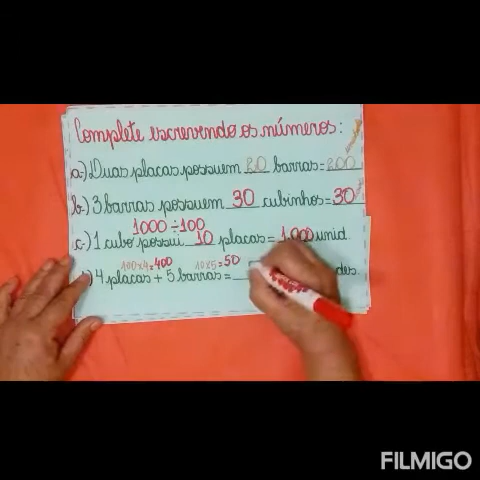 Complete escrevendo os números:
a-) Duas placas possuem 20 barras = 200
b-) 3 barras possuem 30 cubinhos = 30
1000 ÷ 100
c-) 1 cubo possui 10 placas = 1.000 unid.
100x4=400 10x5=50
4 placas + 5 barras =
FILMIGO